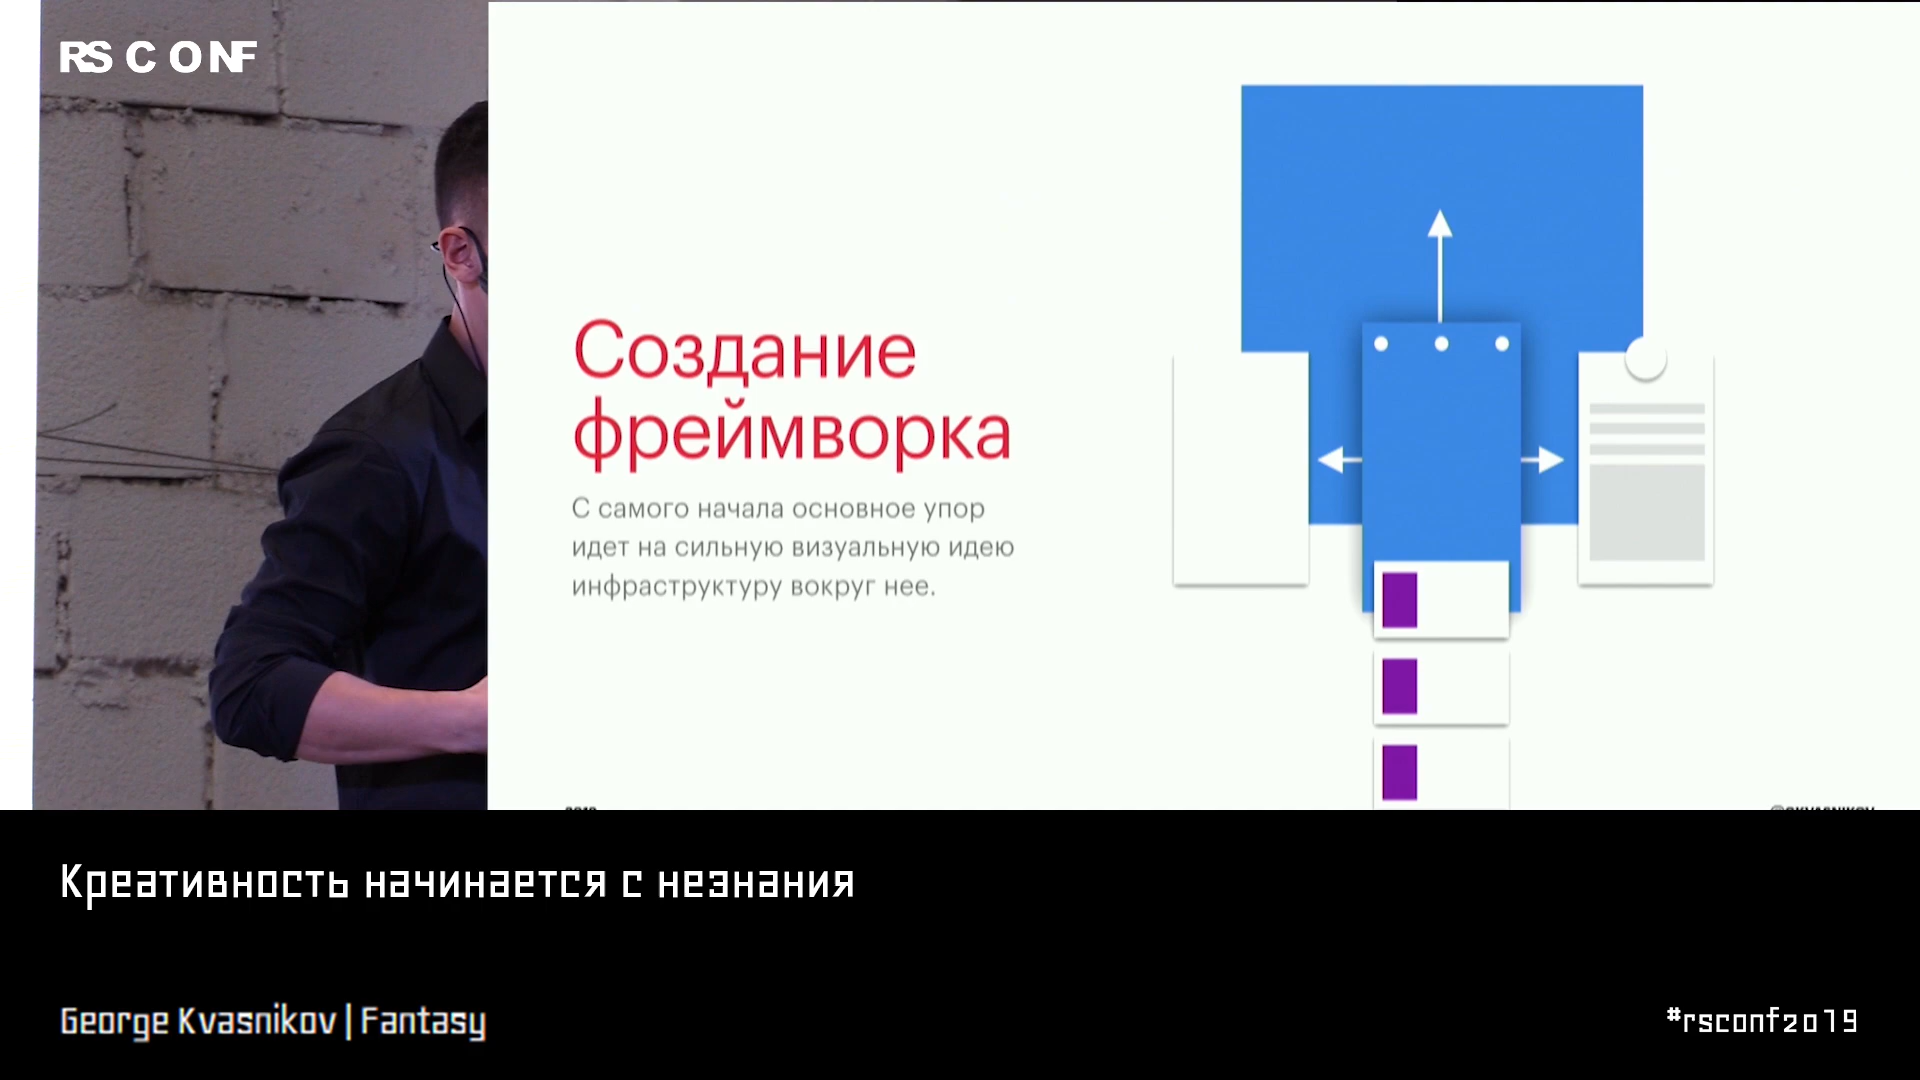 RS CONF
Создание
фреймворка
С самого начала основное упор
идет на сильную визуальную идею
инфраструктуру вокруг нее.
Креативность начинается с незнания
George Kvasnikov | Fantasy
#rsconf2019